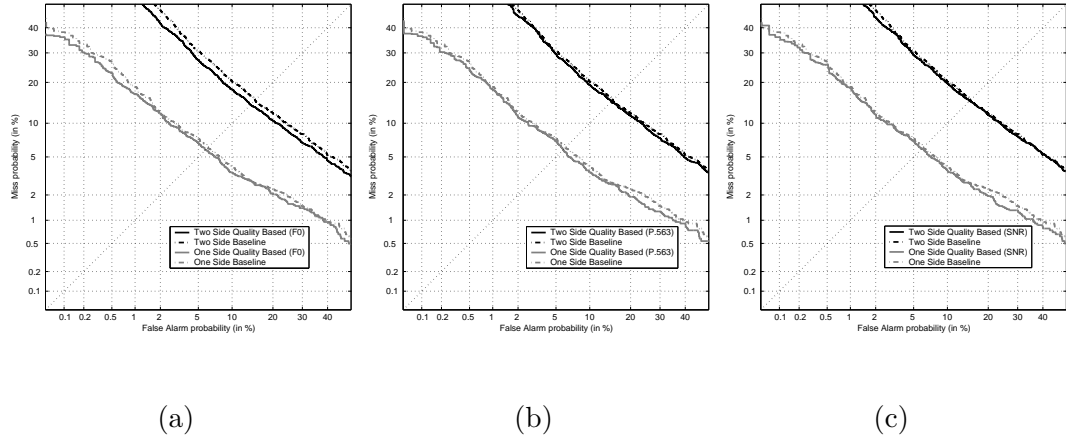 40
30
20
10
5
2
1
0.5
0.2
0.1
Miss probability (in %)
Two Side Quality Based (F0)
Two Side Baseline
One Side Quality Based (F0)
One Side Baseline
0.1 0.2 0.5 1 2 5 10 20 30 40
False Alarm probability (in %)
(a)
40
30
20
10
5
2
1
0.5
0.2
0.1
Miss probability (in %)
Two Side Quality Based (P.563)
Two Side Baseline
One Side Quality Based (P.563)
One Side Baseline
0.1 0.2 0.5 1 2 5 10 20 30 40
False Alarm probability (in %)
(b)
40
30
20
10
5
2
1
0.5
0.2
0.1
Miss probability (in %)
Two Side Quality Based (SNR)
Two Side Baseline
One Side Quality Based (SNR)
One Side Baseline
0.1 0.2 0.5 1 2 5 10 20 30 40
False Alarm probability (in %)
(c)